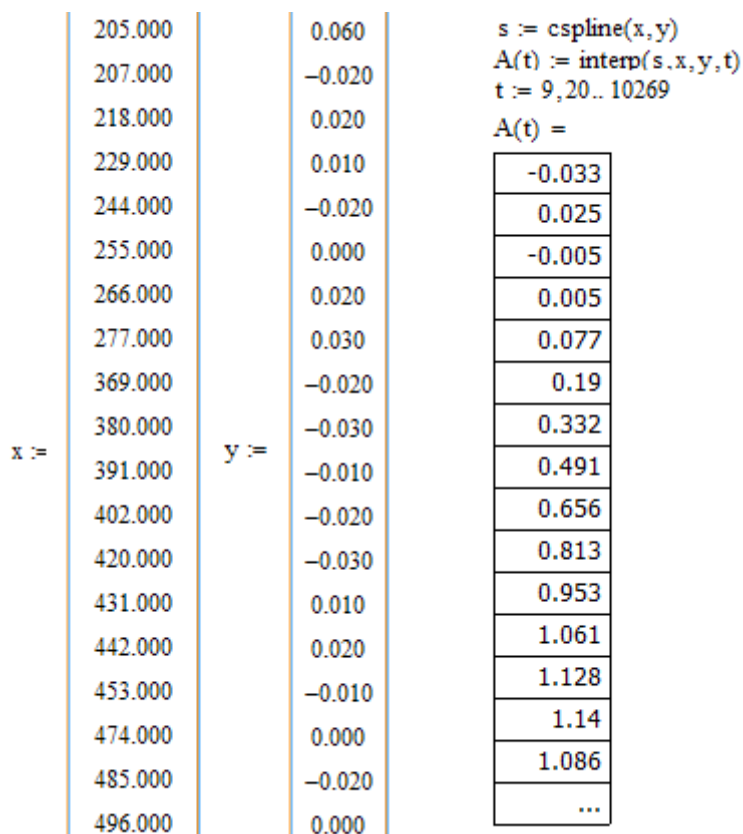 205.000 0.060 s := cspline(x,y)
A(t) := interp(s,x,y,t)
207.000 −0.020 t := 9,20.. 10269
218.000 0.020 A(t) =
229.000 0.010 -0.033
244.000 −0.020 0.025
255.000 0.000 -0.005
266.000 0.020 0.005
277.000 0.030 0.077
369.000 −0.020 0.19
380.000 −0.030 0.332
x := y :=
391.000 −0.010 0.491
402.000 −0.020 0.656
420.000 −0.030 0.813
431.000 0.010 0.953
442.000 0.020 1.061
453.000 −0.010 1.128
474.000 0.000 1.14
485.000 −0.020 1.086
496.000 0.000 ...